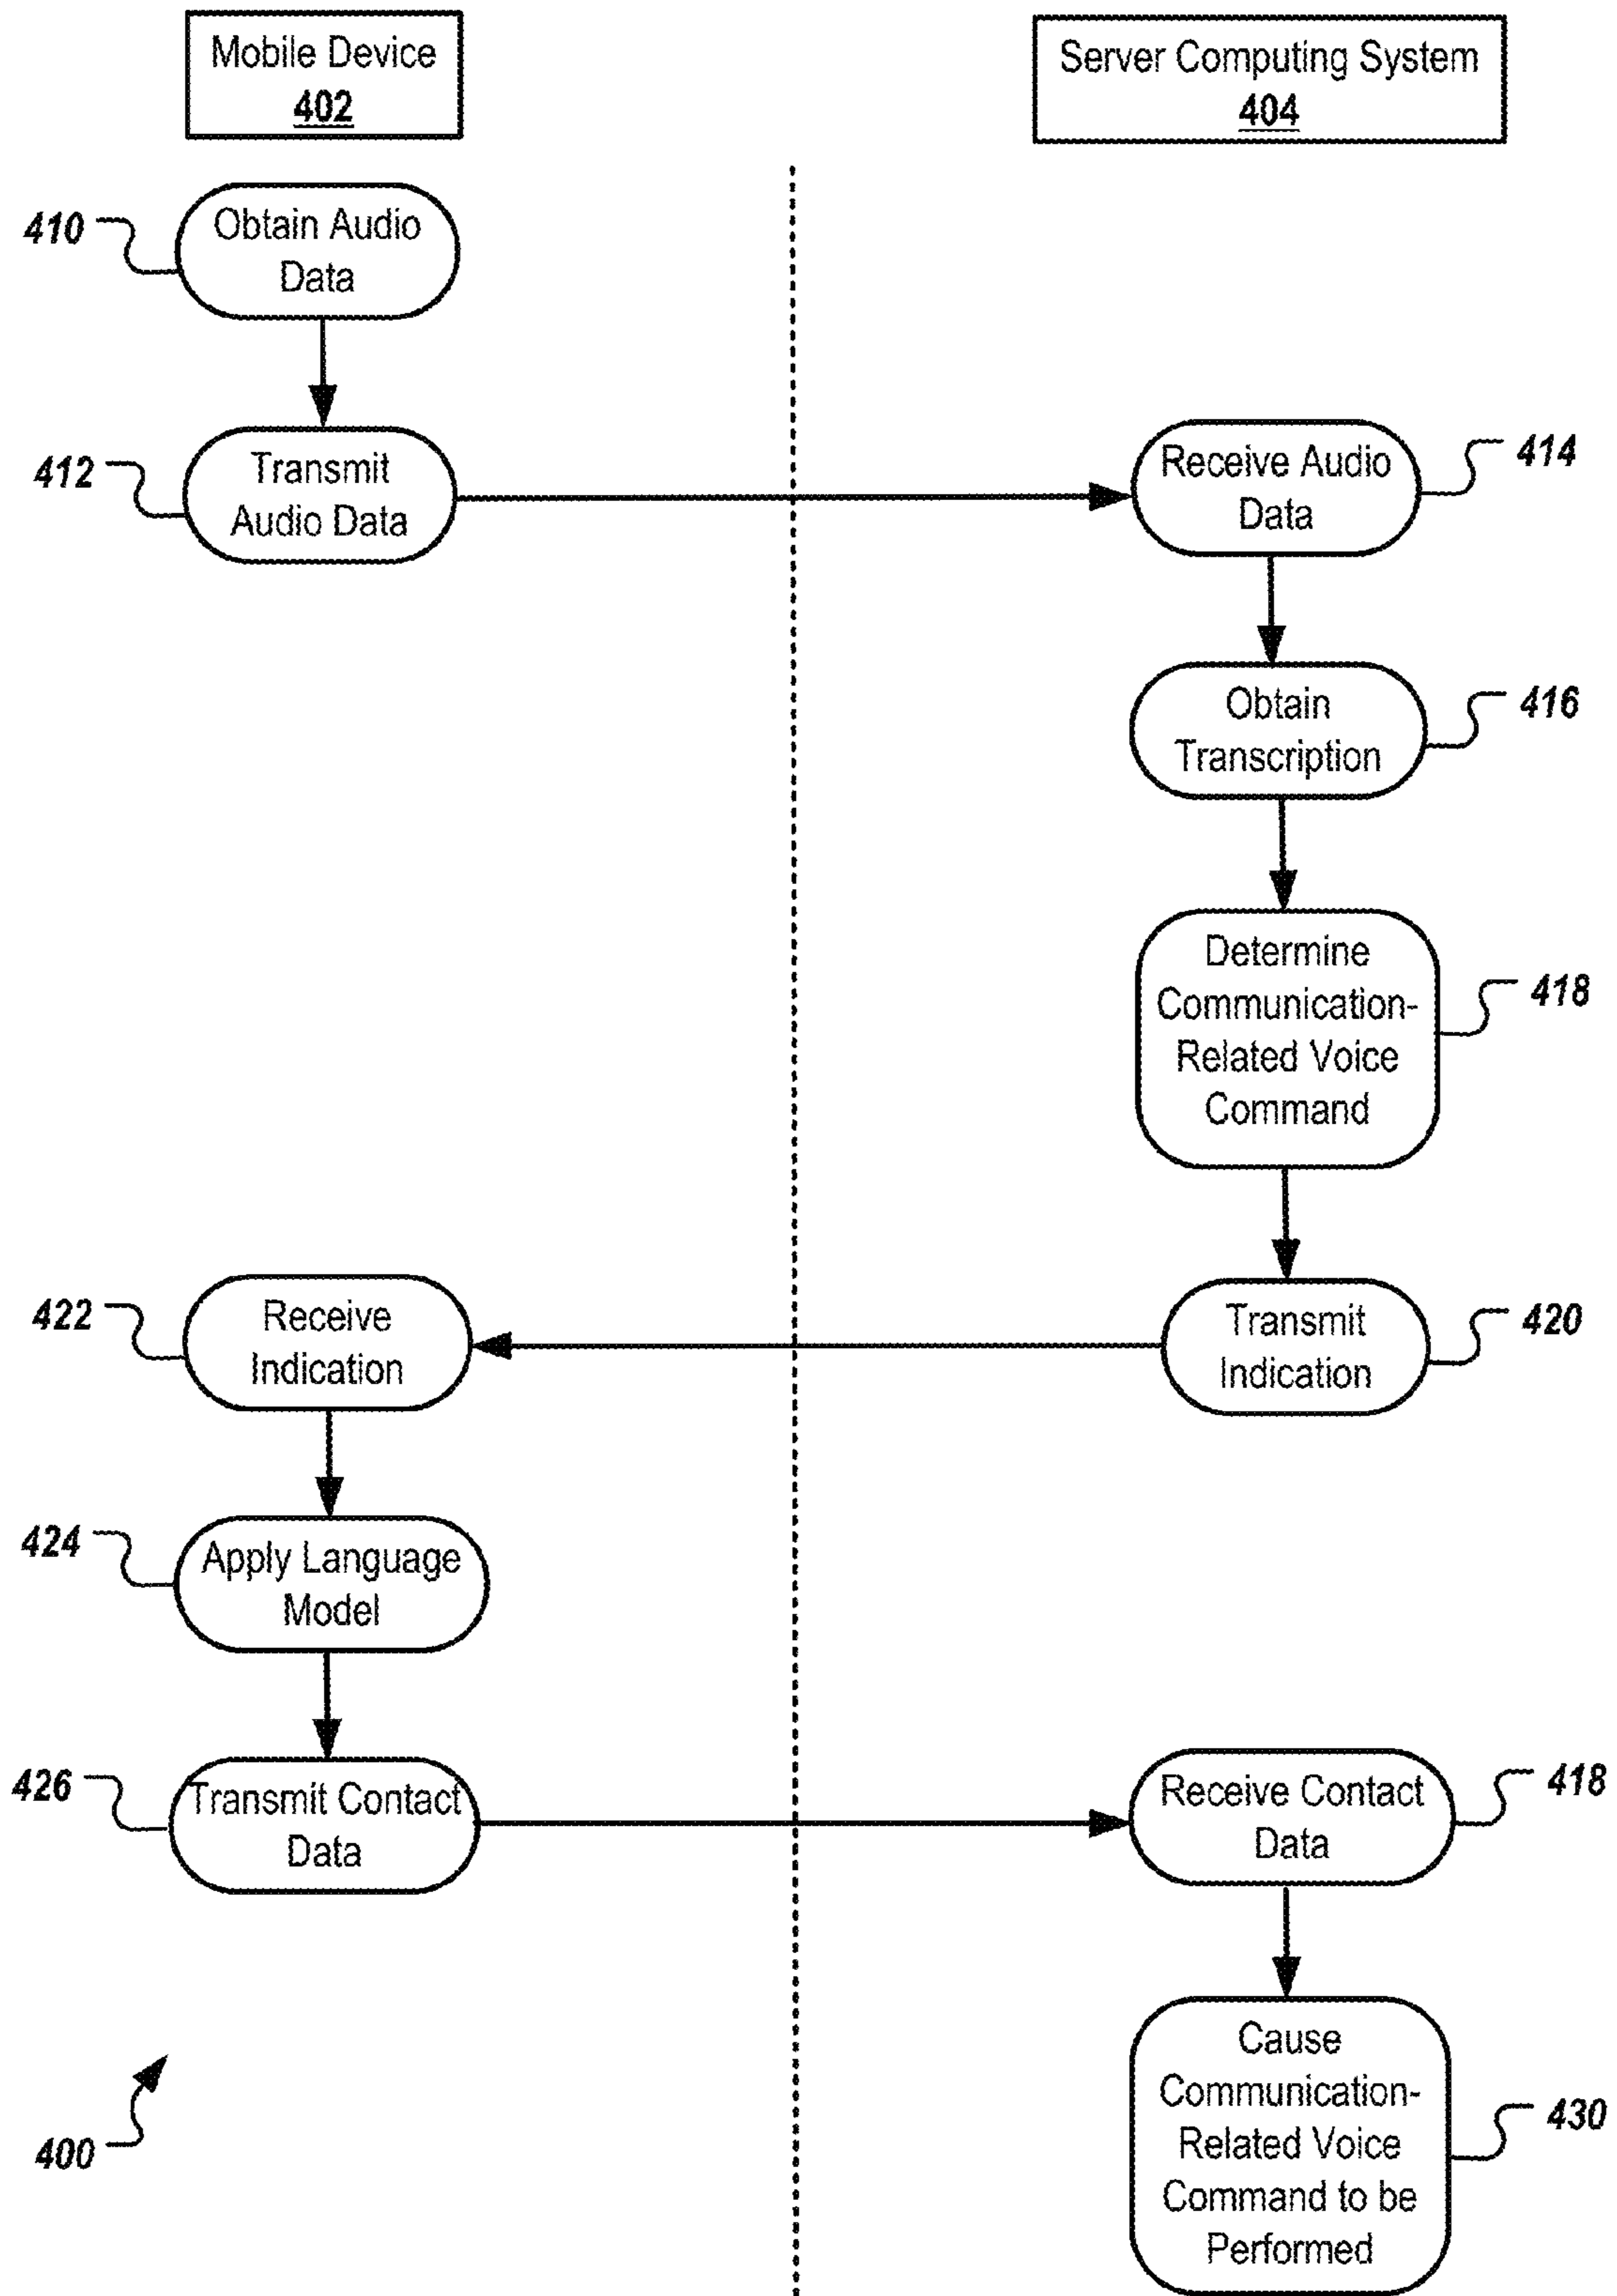 Mobile Device
402
Server Computing System
404
410
Obtain Audio
Data
412
Transmit
Audio Data
Receive Audio
Data
414
Obtain
Transcription
416
Determine
Communication-
Related Voice
Command
418
422
Receive
Indication
Transmit
Indication
420
424
Apply Language
Model
426
Transmit Contact
Data
Receive Contact
Data
418
Cause
Communication-
Related Voice
Command to be
Performed
430
400